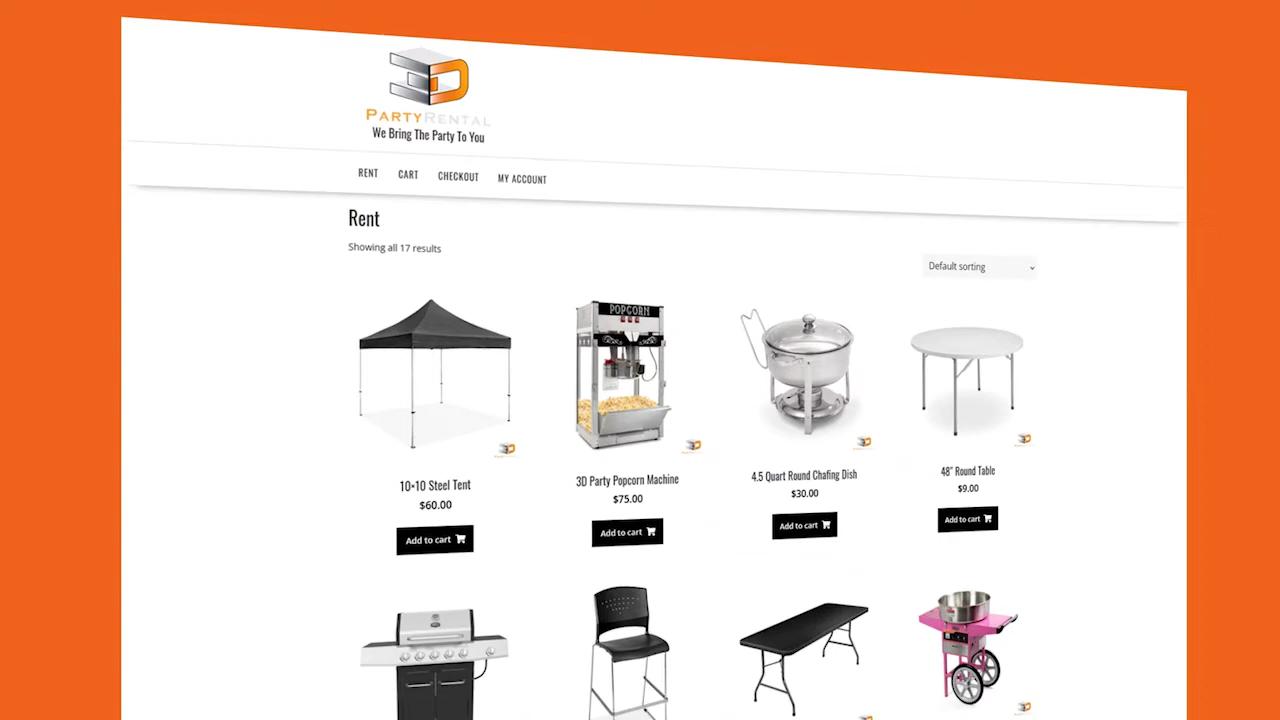 3D
PARTYRENTAL
We Bring The Party To You
RENT
CART
CHECKOUT
MY ACCOUNT
Rent
Showing all 17 results
Default sorting
POPCORN
10×10 Steel Tent
$60.00
Add to cart
3D Party Popcorn Machine
$75.00
Add to cart
4.5 Quart Round Chafing Dish
$30.00
Add to cart
48" Round Table
$9.00
Add to cart